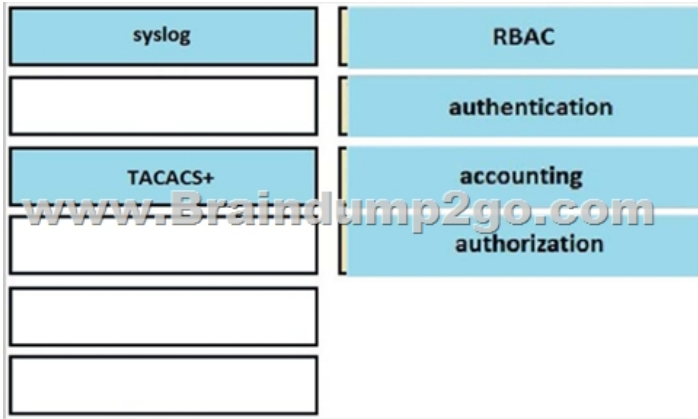 syslog
RBAC
authentication
TACACS+
accounting
www.Braindump2go.com
authorization